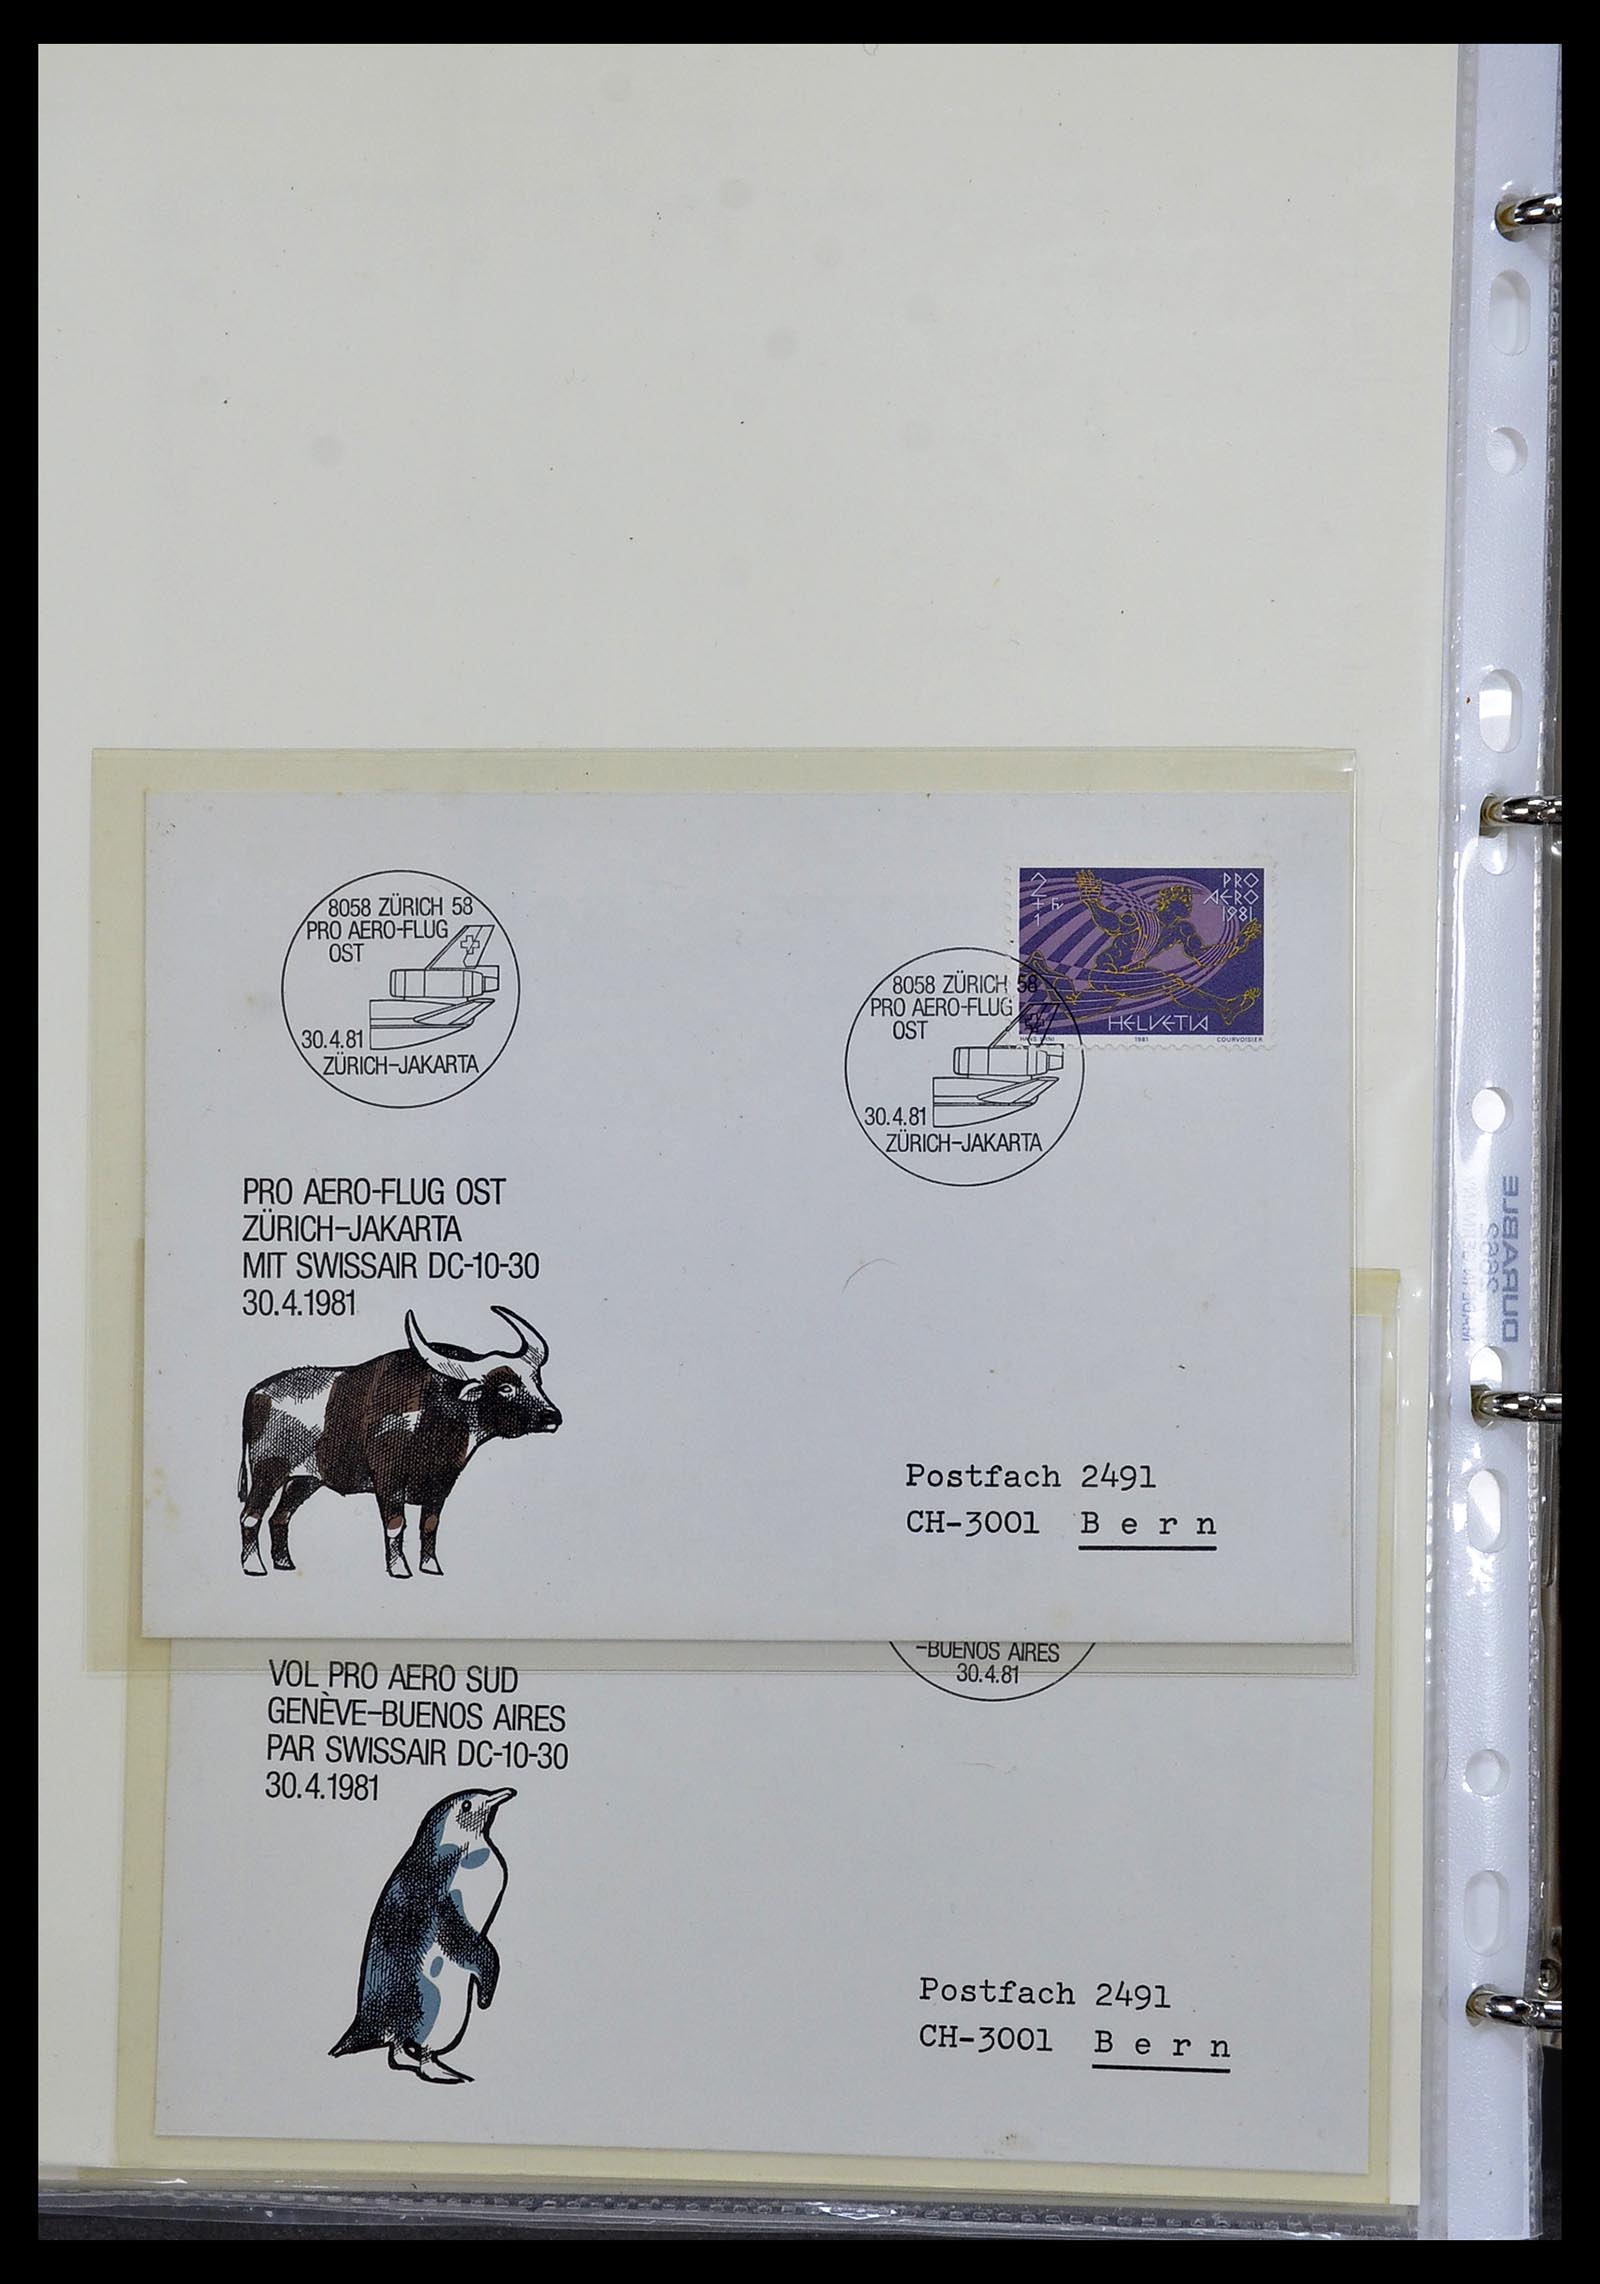 8058 ZÜRICH 58
PRO AERO-FLUG
OST
30.4.81
ZÜRICH-JAKARTA
2
+
1
Fr
PRO
AERO
1981
HELVETIA
1981
COURVOISIER
8058 ZÜRICH 58
PRO AERO-FLUG
OST
30.4.81
ZÜRICH-JAKARTA
PRO AERO-FLUG OST
ZÜRICH-JAKARTA
MIT SWISSAIR DC-10-30
30.4.1981
Postfach 2491
CH-3001 Bern
-BUENOS AIRES
30.4.81
VOL PRO AERO SUD
GENÈVE-BUENOS AIRES
PAR SWISSAIR DC-10-30
30.4.1981
Postfach 2491
CH-3001 Bern
DURABLE
2662